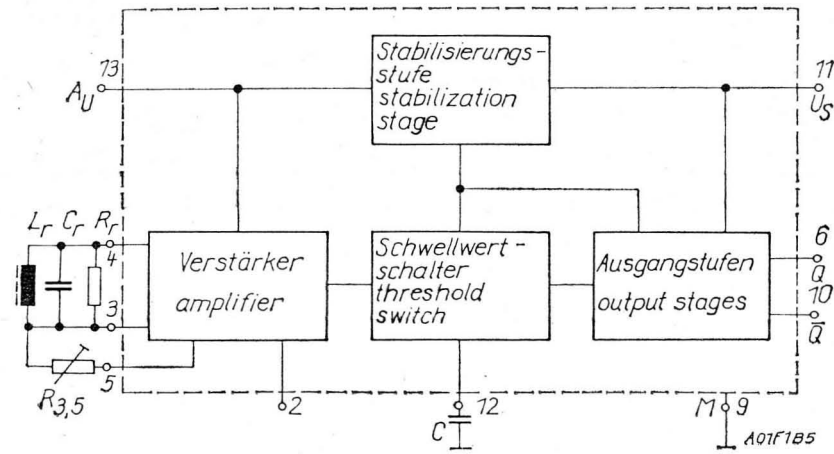 Stabilisierungs-
stufe
stabilization
stage
13
A_U
11
U_S
L_r C_r R_r
4
3
5
R_3,5
Verstärker
amplifier
Schwellwert-
schalter
threshold
switch
Ausgangstufen
output stages
6
Q
10
Q̄
2
12
C
M 9
A01F1B5